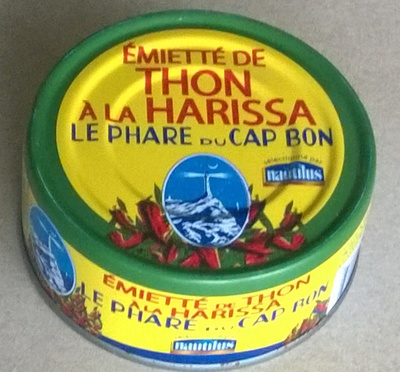 ÉMIETTÉ DE
THON
À LA HARISSA
LE PHARE DU CAP BON
sélectionné par
nautilus
ÉMIETTÉ DE THON
À LA HARISSA
LE PHARE DU CAP BON
nautilus